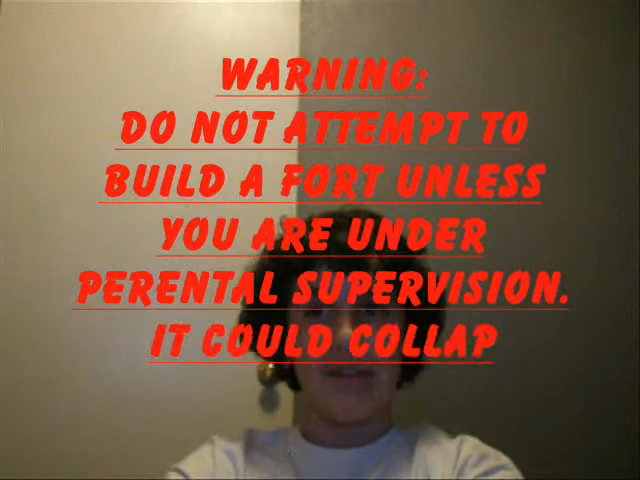 WARNING:
DO NOT ATTEMPT TO
BUILD A FORT UNLESS
YOU ARE UNDER
PERENTAL SUPERVISION.
IT COULD COLLAP